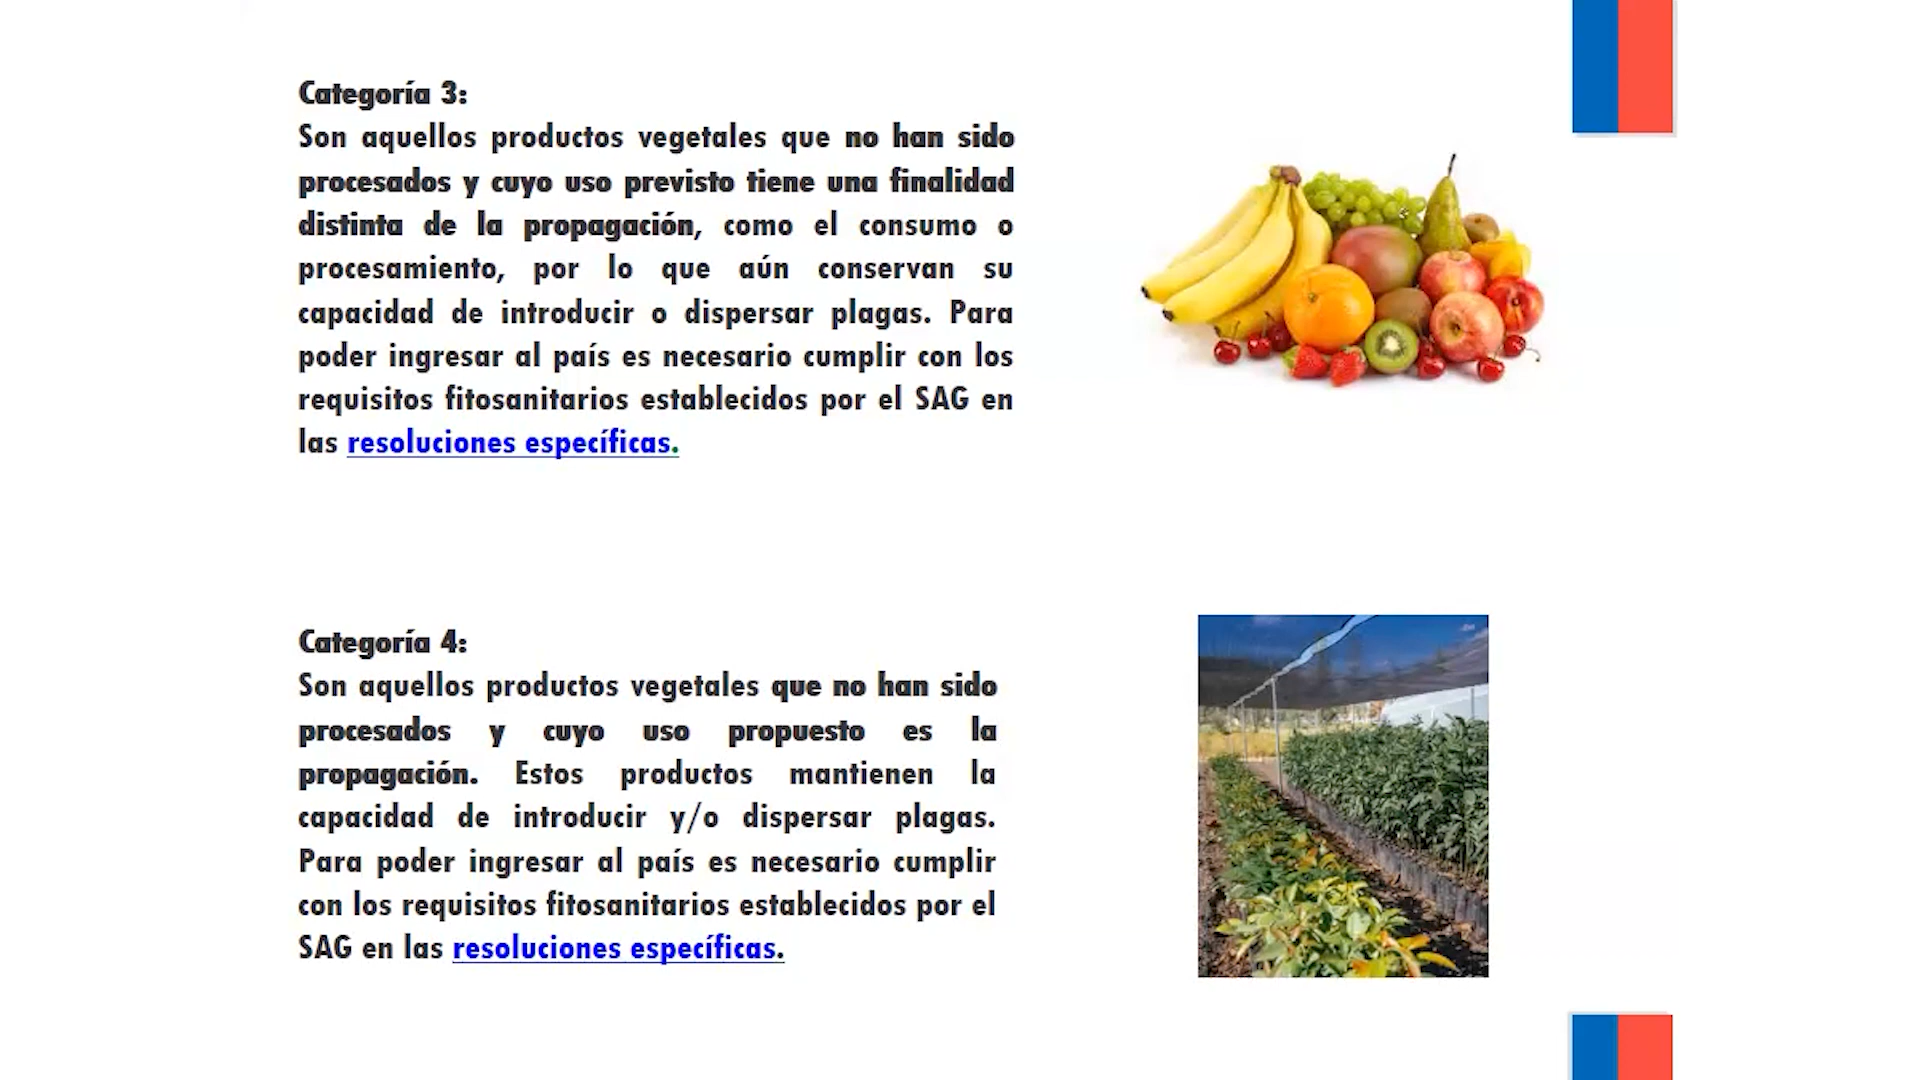 Categoría 3:
Son aquellos productos vegetales que no han sido
procesados y cuyo uso previsto tiene una finalidad
distinta de la propagación, como el consumo o
procesamiento, por lo que aún conservan su
capacidad de introducir o dispersar plagas. Para
poder ingresar al país es necesario cumplir con los
requisitos fitosanitarios establecidos por el SAG en
las resoluciones específicas.
Categoría 4:
Son aquellos productos vegetales que no han sido
procesados y cuyo uso propuesto es la
propagación. Estos productos mantienen la
capacidad de introducir y/o dispersar plagas.
Para poder ingresar al país es necesario cumplir
con los requisitos fitosanitarios establecidos por el
SAG en las resoluciones específicas.